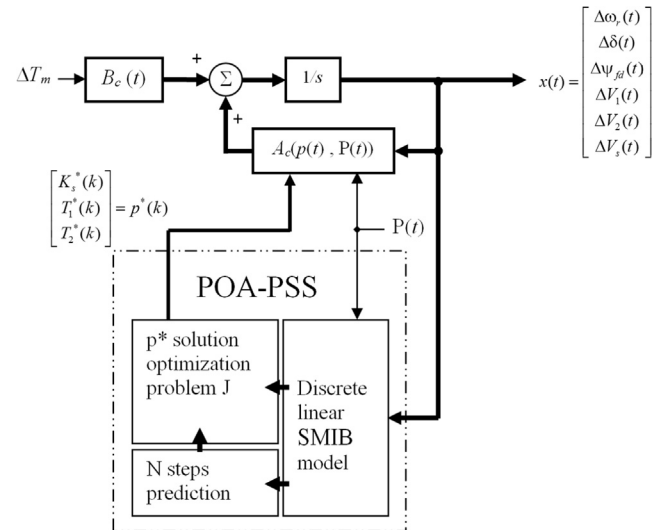 ΔT_m
B_c (t)
+
Σ
1/s
+
x(t) = [Δω_r(t)
Δδ(t)
Δψ_fd(t)
ΔV_1(t)
ΔV_2(t)
ΔV_s(t)]
A_c(p(t) , P(t))
[K_s^*(k)
T_1^*(k)
T_2^*(k)] = p^*(k)
P(t)
POA-PSS
p* solution
optimization
problem J
Discrete
linear
SMIB
model
N steps
prediction